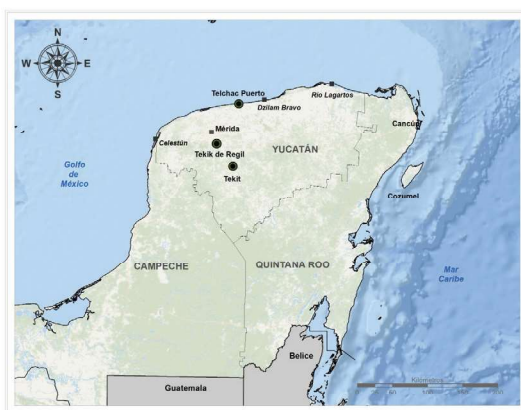 N
W E
S
Telchac Puerto
Dzilam Bravo
Río Lagartos
Cancún
Celestún
Mérida
Tekik de Regil
Tekit
YUCATÁN
Golfo
de
México
Cozumel
CAMPECHE
QUINTANA ROO
Mar
Caribe
Belice
Guatemala
Kilómetros